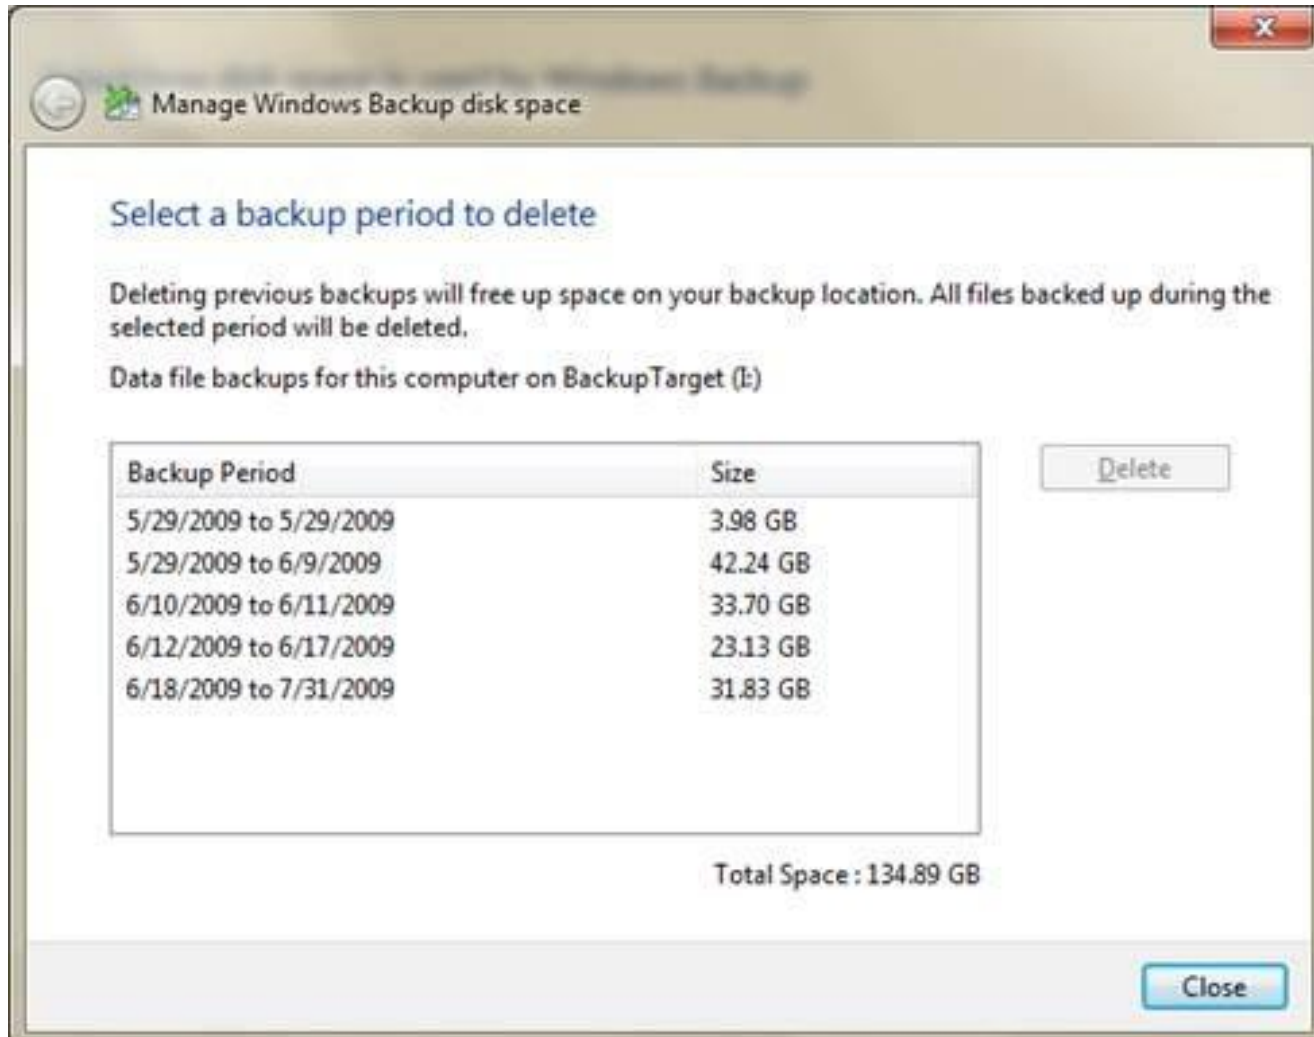 Manage Windows Backup disk space
Select a backup period to delete
Deleting previous backups will free up space on your backup location. All files backed up during the
selected period will be deleted.
Data file backups for this computer on BackupTarget (I:)
Backup Period Size
Delete
5/29/2009 to 5/29/2009 3.98 GB
5/29/2009 to 6/9/2009 42.24 GB
6/10/2009 to 6/11/2009 33.70 GB
6/12/2009 to 6/17/2009 23.13 GB
6/18/2009 to 7/31/2009 31.83 GB
Total Space : 134.89 GB
Close